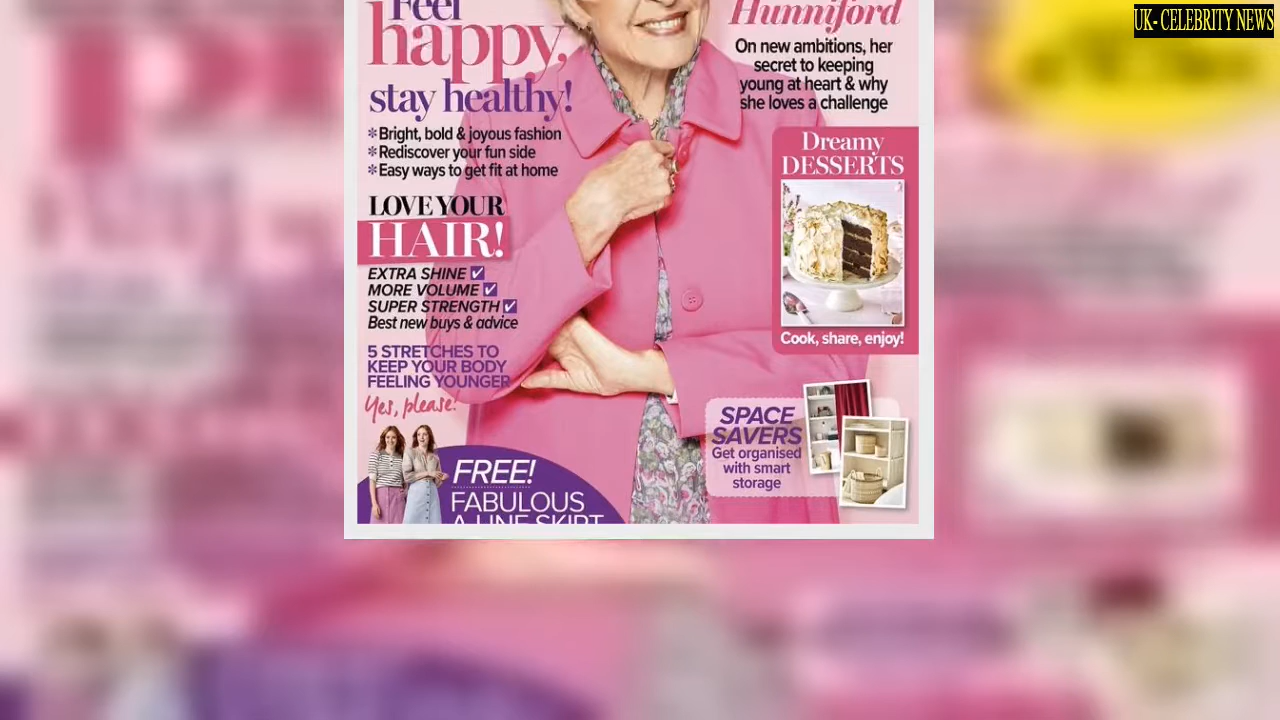 UK- CELEBRITY NEWS
Feel
happy,
stay healthy!
*Bright, bold & joyous fashion
*Rediscover your fun side
*Easy ways to get fit at home
LOVE YOUR
HAIR!
EXTRA SHINE ✓
MORE VOLUME ✓
SUPER STRENGTH ✓
Best new buys & advice
5 STRETCHES TO
KEEP YOUR BODY
FEELING YOUNGER
Yes, please!
FREE!
FABULOUS
A-LINE SKIRT
Hunniford
On new ambitions, her
secret to keeping
young at heart & why
she loves a challenge
Dreamy
DESSERTS
Cook, share, enjoy!
SPACE
SAVERS
Get organised
with smart
storage